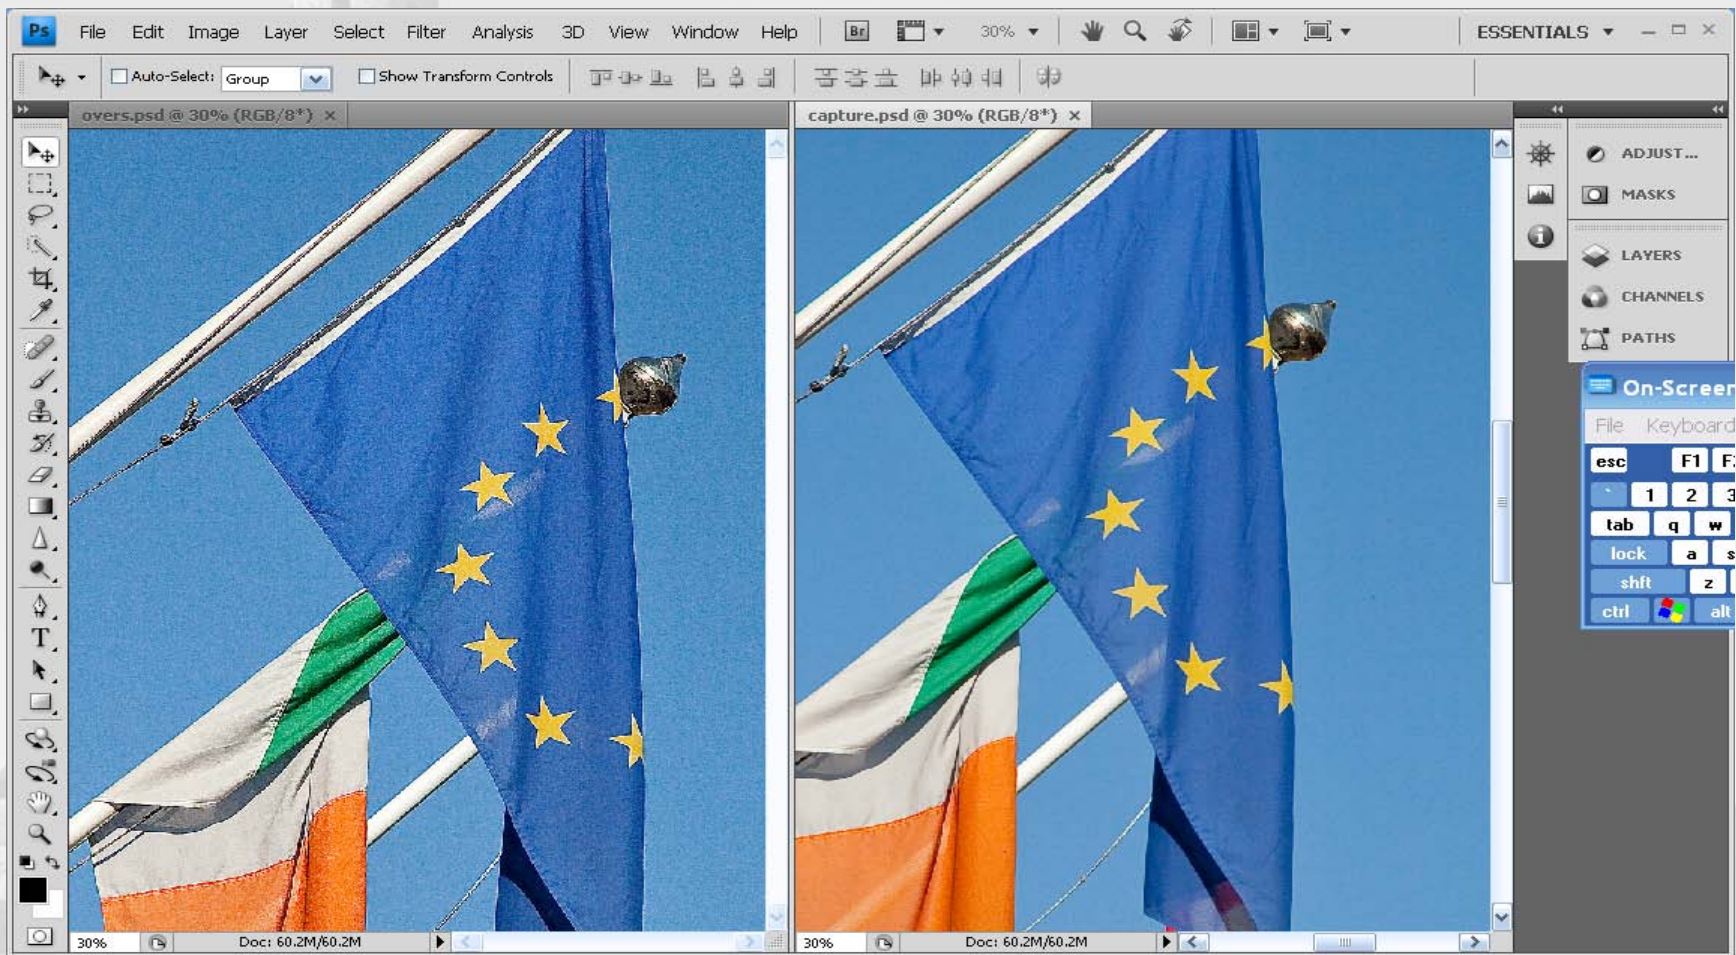 Ps File Edit Image Layer Select Filter Analysis 3D View Window Help Br 30% ESSENTIALS
Auto-Select: Group Show Transform Controls
overs.psd @ 30% (RGB/8*) ×
capture.psd @ 30% (RGB/8*) ×
ADJUST...
MASKS
LAYERS
CHANNELS
PATHS
On-Screen
File Keyboard
esc F1 F2
` 1 2 3
tab q w
lock a s
shft z
ctrl alt
T
30% Doc: 60.2M/60.2M
30% Doc: 60.2M/60.2M